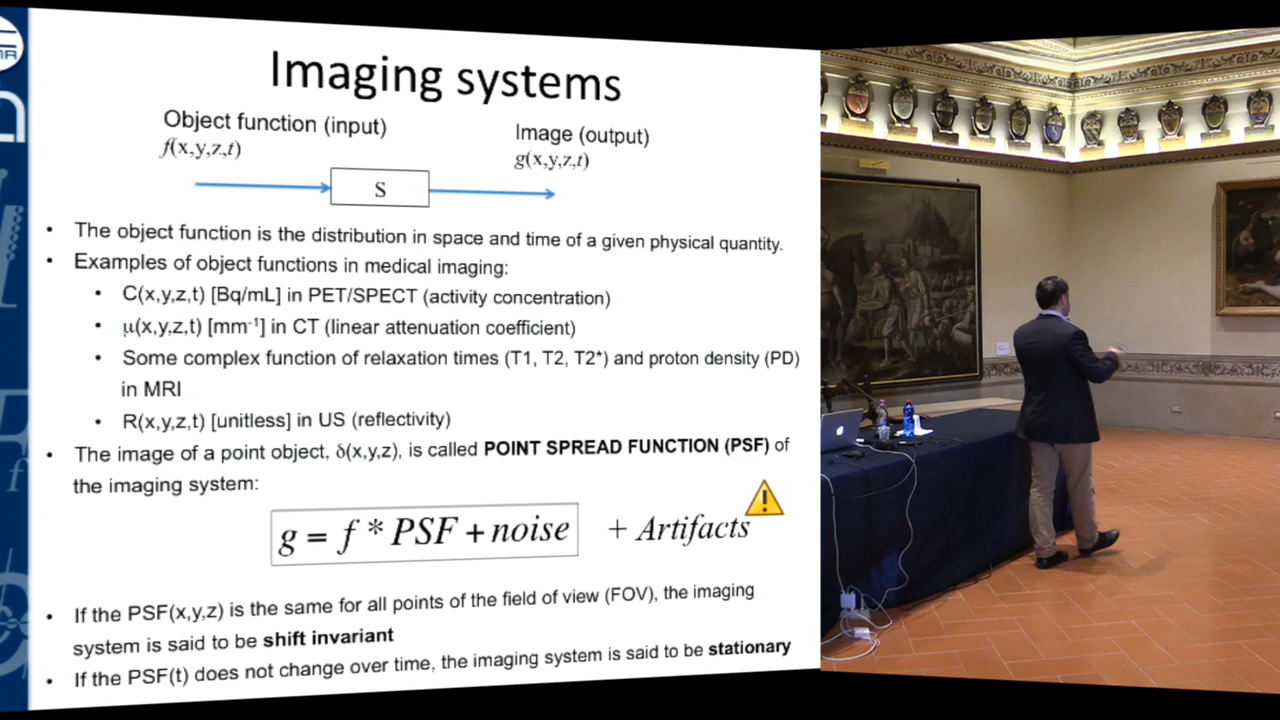 Imaging systems
Object function (input)
f(x,y,z,t)
Image (output)
g(x,y,z,t)
S
• The object function is the distribution in space and time of a given physical quantity.
• Examples of object functions in medical imaging:
• C(x,y,z,t) [Bq/mL] in PET/SPECT (activity concentration)
• μ(x,y,z,t) [mm⁻¹] in CT (linear attenuation coefficient)
• Some complex function of relaxation times (T1, T2, T2*) and proton density (PD)
in MRI
• R(x,y,z,t) [unitless] in US (reflectivity)
• The image of a point object, δ(x,y,z), is called POINT SPREAD FUNCTION (PSF) of
the imaging system:
g = f * PSF + noise + Artifacts
• If the PSF(x,y,z) is the same for all points of the field of view (FOV), the imaging
system is said to be shift invariant
• If the PSF(t) does not change over time, the imaging system is said to be stationary